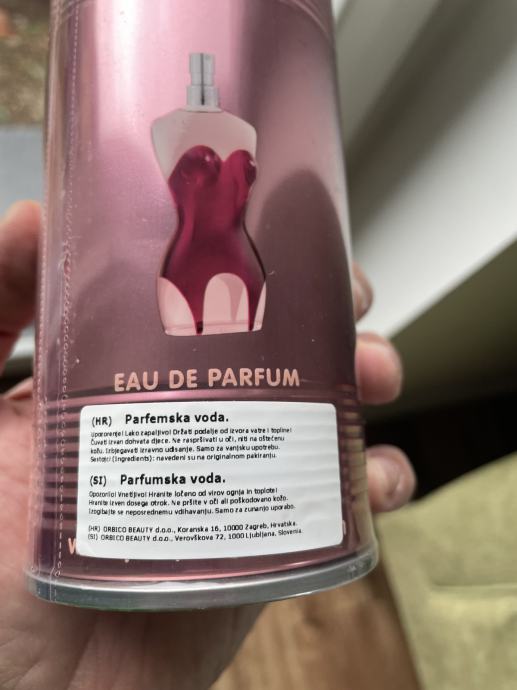 EAU DE PARFUM
(HR) Parfemska voda.
Upozorenje! Lako zapaljivo! Držati podalje od izvora vatre i topline!
Čuvati izvan dohvata djece. Ne raspršivati u oči, niti na oštećenu
kožu. Izbjegavati izravno udisanje. Samo za vanjsku upotrebu.
Sastojci (Ingredients): navedeni su na originalnom pakiranju.
(SI) Parfumska voda.
Opozorilo! Vnetljivo! Hranite ločeno od virov ognja in toplote!
Hranite izven dosega otrok. Ne pršite v oči ali poškodovano kožo.
Izogibajte se neposrednemu vdihavanju. Samo za zunanjo uporabo.
(HR) ORBICO BEAUTY d.o.o., Koranska 16, 10000 Zagreb, Hrvatska.
(SI) ORBICO BEAUTY d.o.o., Verovškova 72, 1000 Ljubljana, Slovenia.